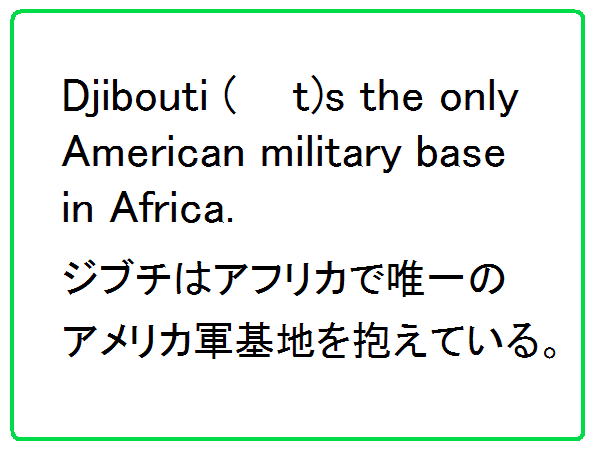 Djibouti (    t)s the only
American military base
in Africa.
ジブチはアフリカで唯一の
アメリカ軍基地を抱えている。